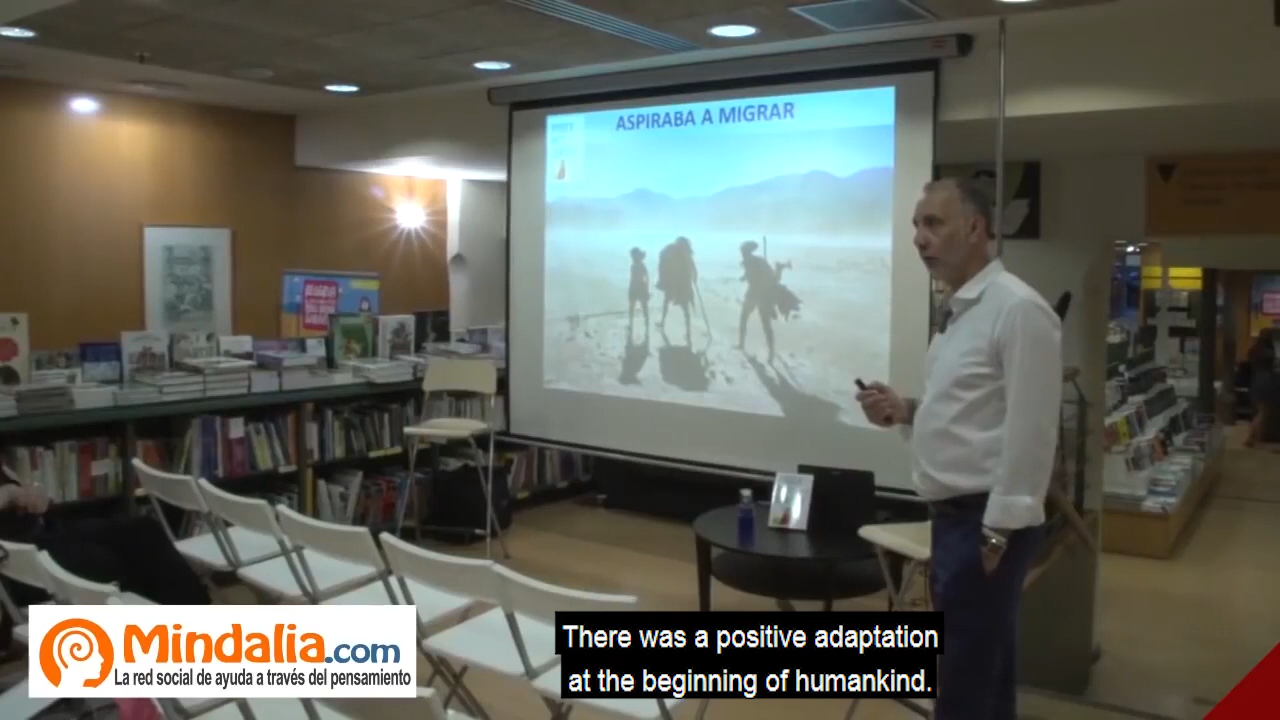 ASPIRABA A MIGRAR
Mindalia.com
La red social de ayuda a través del pensamiento
There was a positive adaptation
at the beginning of humankind.